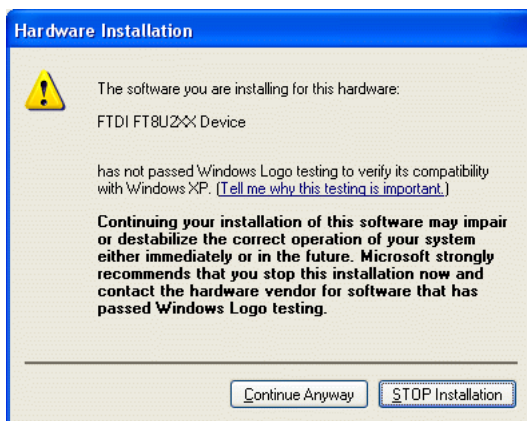 Hardware Installation
The software you are installing for this hardware:
FTDI FT8U2XX Device
has not passed Windows Logo testing to verify its compatibility
with Windows XP. (Tell me why this testing is important.)
Continuing your installation of this software may impair
or destabilize the correct operation of your system
either immediately or in the future. Microsoft strongly
recommends that you stop this installation now and
contact the hardware vendor for software that has
passed Windows Logo testing.
Continue Anyway
STOP Installation